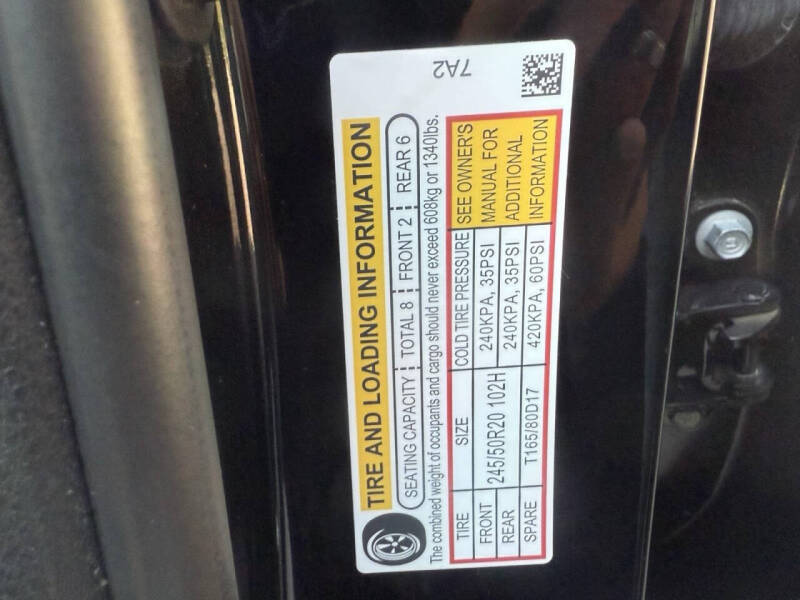 7A2
TIRE AND LOADING INFORMATION
SEATING CAPACITY TOTAL 8 FRONT 2 REAR 6
The combined weight of occupants and cargo should never exceed 608kg or 1340lbs.
TIRE SIZE COLD TIRE PRESSURE SEE OWNER'S
FRONT 245/50R20 102H 240KPA, 35PSI MANUAL FOR
REAR 240KPA, 35PSI ADDITIONAL
SPARE T165/80D17 420KPA, 60PSI INFORMATION